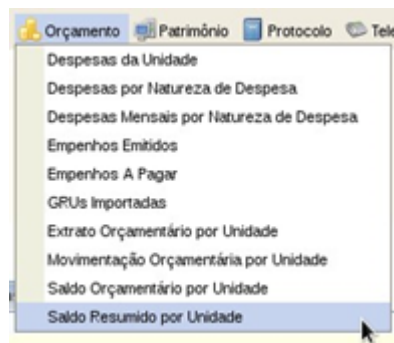 Orçamento Patrimônio Protocolo Tele
Despesas da Unidade
Despesas por Natureza de Despesa
Despesas Mensais por Natureza de Despesa
Empenhos Emitidos
Empenhos A Pagar
GRUs Importadas
Extrato Orçamentário por Unidade
Movimentação Orçamentária por Unidade
Saldo Orçamentário por Unidade
Saldo Resumido por Unidade